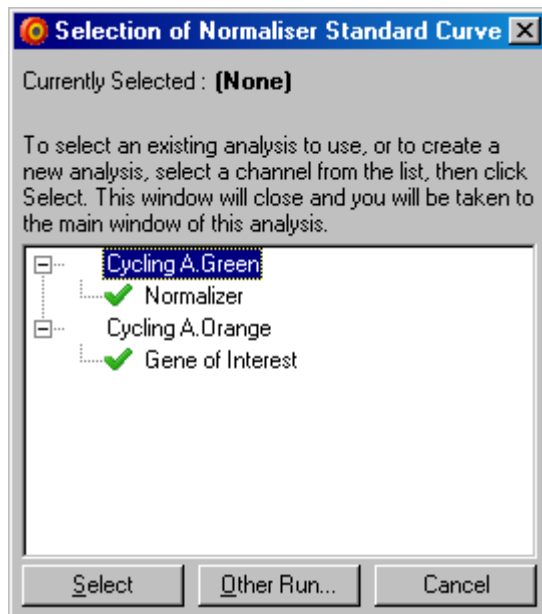 Selection of Normaliser Standard Curve
Currently Selected : (None)
To select an existing analysis to use, or to create a
new analysis, select a channel from the list, then click
Select. This window will close and you will be taken to
the main window of this analysis.
Cycling A.Green
Normalizer
Cycling A.Orange
Gene of Interest
Select Other Run... Cancel